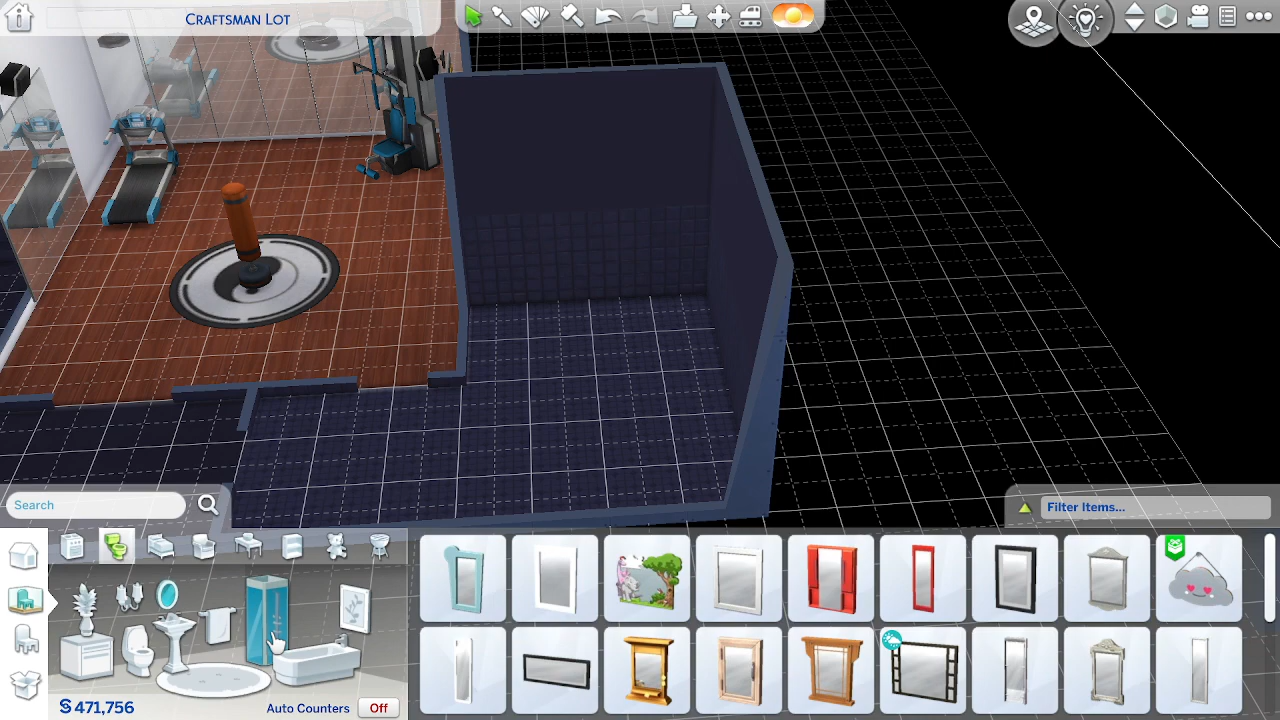 Craftsman Lot
Search
Filter Items...
§471,756
Auto Counters
Off